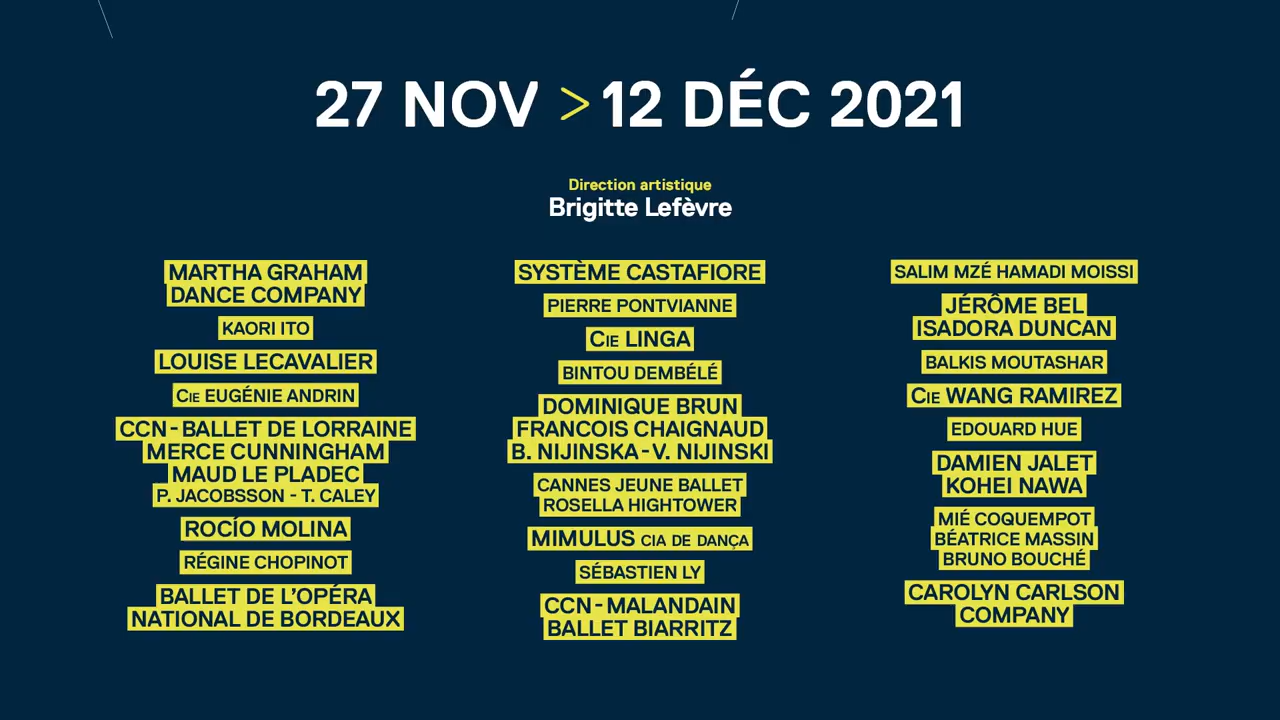 27 NOV > 12 DÉC 2021
Direction artistique
Brigitte Lefèvre
MARTHA GRAHAM
DANCE COMPANY
KAORI ITO
LOUISE LECAVALIER
CIE EUGÉNIE ANDRIN
CCN - BALLET DE LORRAINE
MERCE CUNNINGHAM
MAUD LE PLADEC
P. JACOBSSON - T. CALEY
ROCÍO MOLINA
RÉGINE CHOPINOT
BALLET DE L'OPÉRA
NATIONAL DE BORDEAUX
SYSTÈME CASTAFIORE
PIERRE PONTVIANNE
CIE LINGA
BINTOU DEMBÉLÉ
DOMINIQUE BRUN
FRANCOIS CHAIGNAUD
B. NIJINSKA - V. NIJINSKI
CANNES JEUNE BALLET
ROSELLA HIGHTOWER
MIMULUS CIA DE DANÇA
SÉBASTIEN LY
CCN - MALANDAIN
BALLET BIARRITZ
SALIM MZÉ HAMADI MOISSI
JÉRÔME BEL
ISADORA DUNCAN
BALKIS MOUTASHAR
CIE WANG RAMIREZ
EDOUARD HUE
DAMIEN JALET
KOHEI NAWA
MIÉ COQUEMPOT
BÉATRICE MASSIN
BRUNO BOUCHÉ
CAROLYN CARLSON
COMPANY